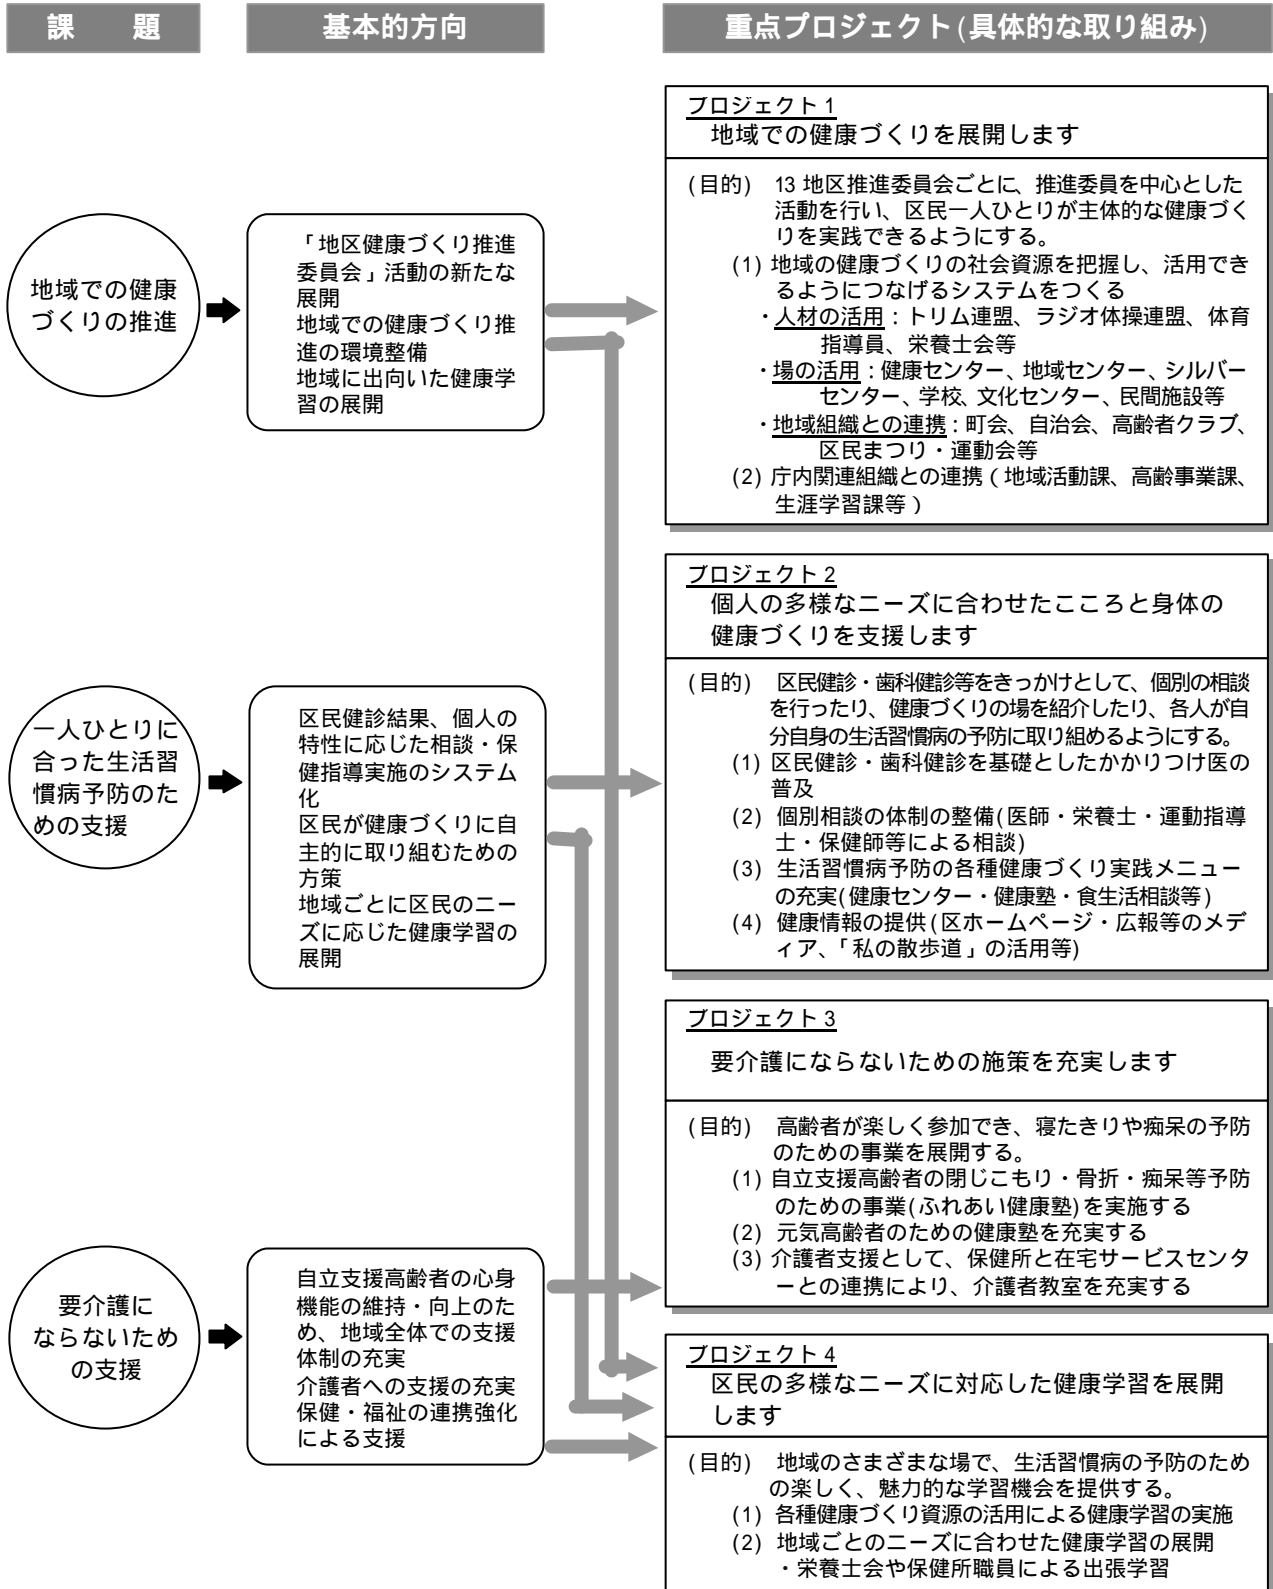 課　題
基本的方向
重点プロジェクト(具体的な取り組み)
地域での健康
づくりの推進
「地区健康づくり推進
委員会」活動の新たな
展開
地域での健康づくり推
進の環境整備
地域に出向いた健康学
習の展開
プロジェクト1
地域での健康づくりを展開します
(目的)　13 地区推進委員会ごとに、推進委員を中心とした
活動を行い、区民一人ひとりが主体的な健康づく
りを実践できるようにする。
(1) 地域の健康づくりの社会資源を把握し、活用でき
るようにつなげるシステムをつくる
・人材の活用：トリム連盟、ラジオ体操連盟、体育
指導員、栄養士会等
・場の活用：健康センター、地域センター、シルバー
センター、学校、文化センター、民間施設等
・地域組織との連携：町会、自治会、高齢者クラブ、
区民まつり・運動会等
(2) 庁内関連組織との連携（地域活動課、高齢事業課、
生涯学習課等）
一人ひとりに
合った生活習
慣病予防のた
めの支援
区民健診結果、個人の
特性に応じた相談・保
健指導実施のシステム
化
区民が健康づくりに自
主的に取り組むための
方策
地域ごとに区民のニー
ズに応じた健康学習の
展開
プロジェクト2
個人の多様なニーズに合わせたこころと身体の
健康づくりを支援します
(目的)　区民健診・歯科健診等をきっかけとして、個別の相談
を行ったり、健康づくりの場を紹介したり、各人が自
分自身の生活習慣病の予防に取り組めるようにする。
(1) 区民健診・歯科健診を基礎としたかかりつけ医の
普及
(2) 個別相談の体制の整備(医師・栄養士・運動指導
士・保健師等による相談)
(3) 生活習慣病予防の各種健康づくり実践メニュー
の充実(健康センター・健康塾・食生活相談等)
(4) 健康情報の提供(区ホームページ・広報等のメデ
ィア、「私の散歩道」の活用等)
要介護に
ならないため
の支援
自立支援高齢者の心身
機能の維持・向上のた
め、地域全体での支援
体制の充実
介護者への支援の充実
保健・福祉の連携強化
による支援
プロジェクト3
要介護にならないための施策を充実します
(目的)　高齢者が楽しく参加でき、寝たきりや痴呆の予防
のための事業を展開する。
(1) 自立支援高齢者の閉じこもり・骨折・痴呆等予防
のための事業(ふれあい健康塾)を実施する
(2) 元気高齢者のための健康塾を充実する
(3) 介護者支援として、保健所と在宅サービスセンタ
ーとの連携により、介護者教室を充実する
プロジェクト4
区民の多様なニーズに対応した健康学習を展開
します
(目的)　地域のさまざまな場で、生活習慣病の予防のため
の楽しく、魅力的な学習機会を提供する。
(1) 各種健康づくり資源の活用による健康学習の実施
(2) 地域ごとのニーズに合わせた健康学習の展開
・栄養士会や保健所職員による出張学習